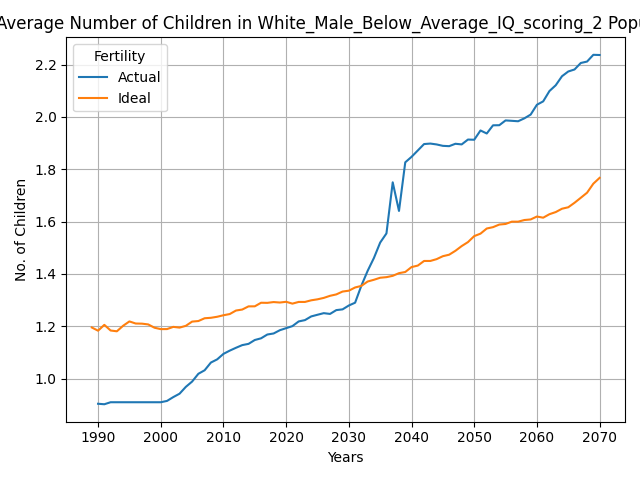 Average Number of Children in White_Male_Below_Average_IQ_scoring_2 Popu
Fertility
Actual
Ideal
No. of Children
2.2
2.0
1.8
1.6
1.4
1.2
1.0
1990 2000 2010 2020 2030 2040 2050 2060 2070
Years